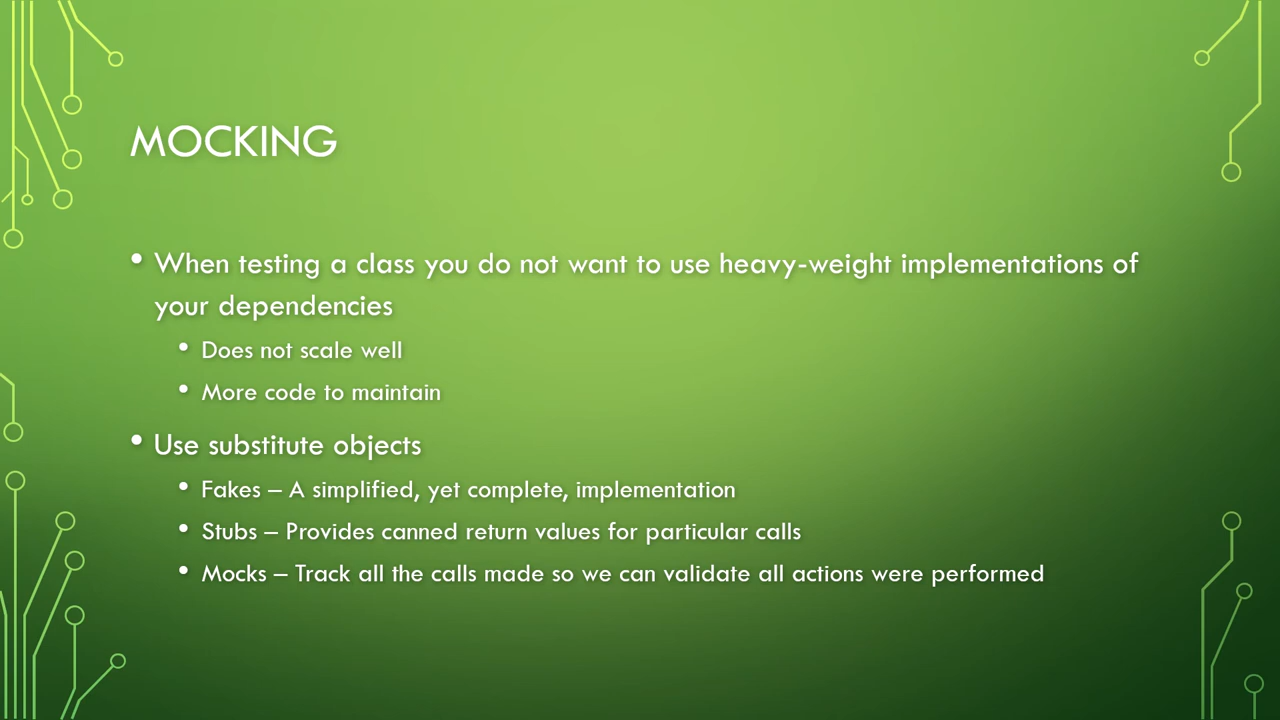 MOCKING
• When testing a class you do not want to use heavy-weight implementations of
your dependencies
• Does not scale well
• More code to maintain
• Use substitute objects
• Fakes – A simplified, yet complete, implementation
• Stubs – Provides canned return values for particular calls
• Mocks – Track all the calls made so we can validate all actions were performed